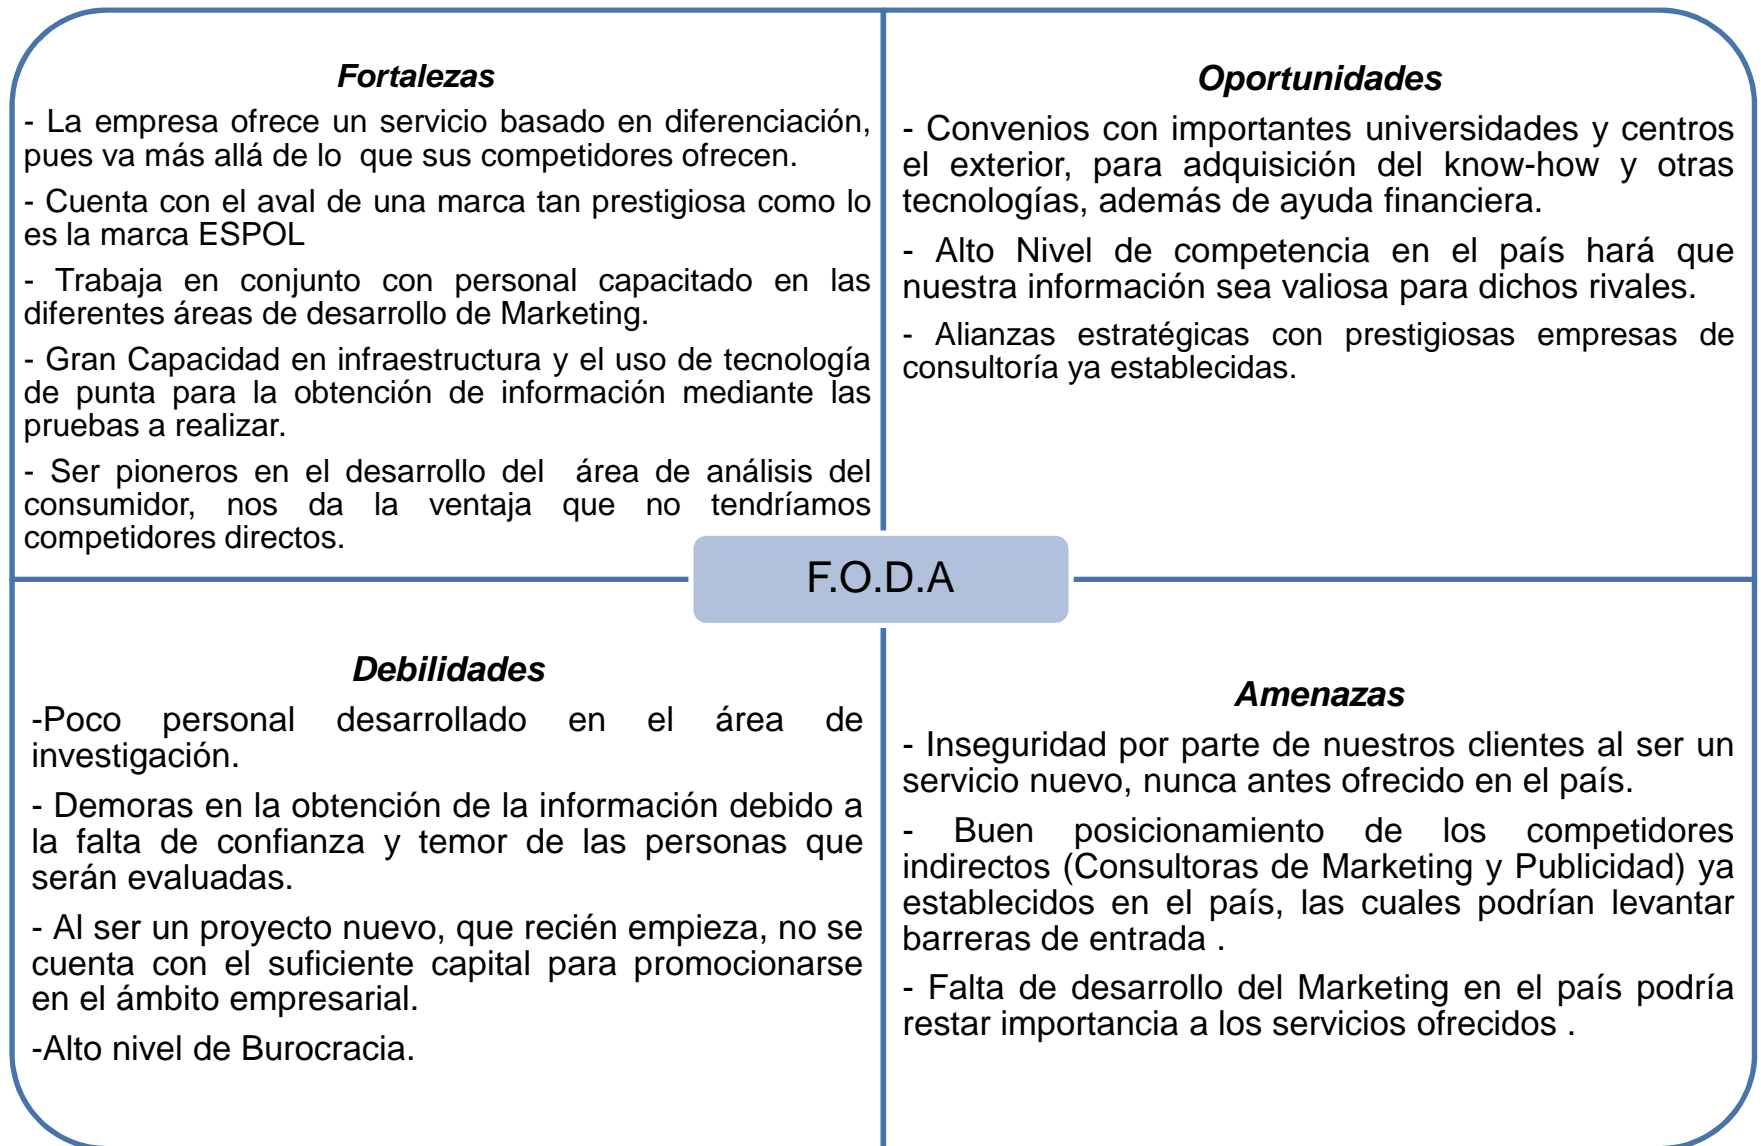 Fortalezas
- La empresa ofrece un servicio basado en diferenciación,
pues va más allá de lo que sus competidores ofrecen.
- Cuenta con el aval de una marca tan prestigiosa como lo
es la marca ESPOL
- Trabaja en conjunto con personal capacitado en las
diferentes áreas de desarrollo de Marketing.
- Gran Capacidad en infraestructura y el uso de tecnología
de punta para la obtención de información mediante las
pruebas a realizar.
- Ser pioneros en el desarrollo del área de análisis del
consumidor, nos da la ventaja que no tendríamos
competidores directos.
Oportunidades
- Convenios con importantes universidades y centros
el exterior, para adquisición del know-how y otras
tecnologías, además de ayuda financiera.
- Alto Nivel de competencia en el país hará que
nuestra información sea valiosa para dichos rivales.
- Alianzas estratégicas con prestigiosas empresas de
consultoría ya establecidas.
F.O.D.A
Debilidades
-Poco personal desarrollado en el área de
investigación.
- Demoras en la obtención de la información debido a
la falta de confianza y temor de las personas que
serán evaluadas.
- Al ser un proyecto nuevo, que recién empieza, no se
cuenta con el suficiente capital para promocionarse
en el ámbito empresarial.
-Alto nivel de Burocracia.
Amenazas
- Inseguridad por parte de nuestros clientes al ser un
servicio nuevo, nunca antes ofrecido en el país.
- Buen posicionamiento de los competidores
indirectos (Consultoras de Marketing y Publicidad) ya
establecidos en el país, las cuales podrían levantar
barreras de entrada .
- Falta de desarrollo del Marketing en el país podría
restar importancia a los servicios ofrecidos .